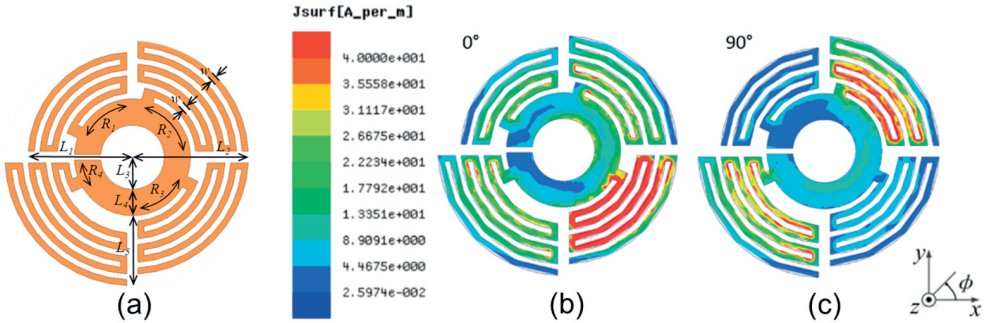 Jsurf[A_per_m]
4.0000e+001
3.5558e+001
3.1117e+001
2.6675e+001
2.2234e+001
1.7792e+001
1.3351e+001
8.9091e+000
4.4675e+000
2.5974e-002
w
w
R1
R2
L1
L2
L3
R4
R3
L4
L5
0°
90°
y
ϕ
z
x
(a)
(b)
(c)